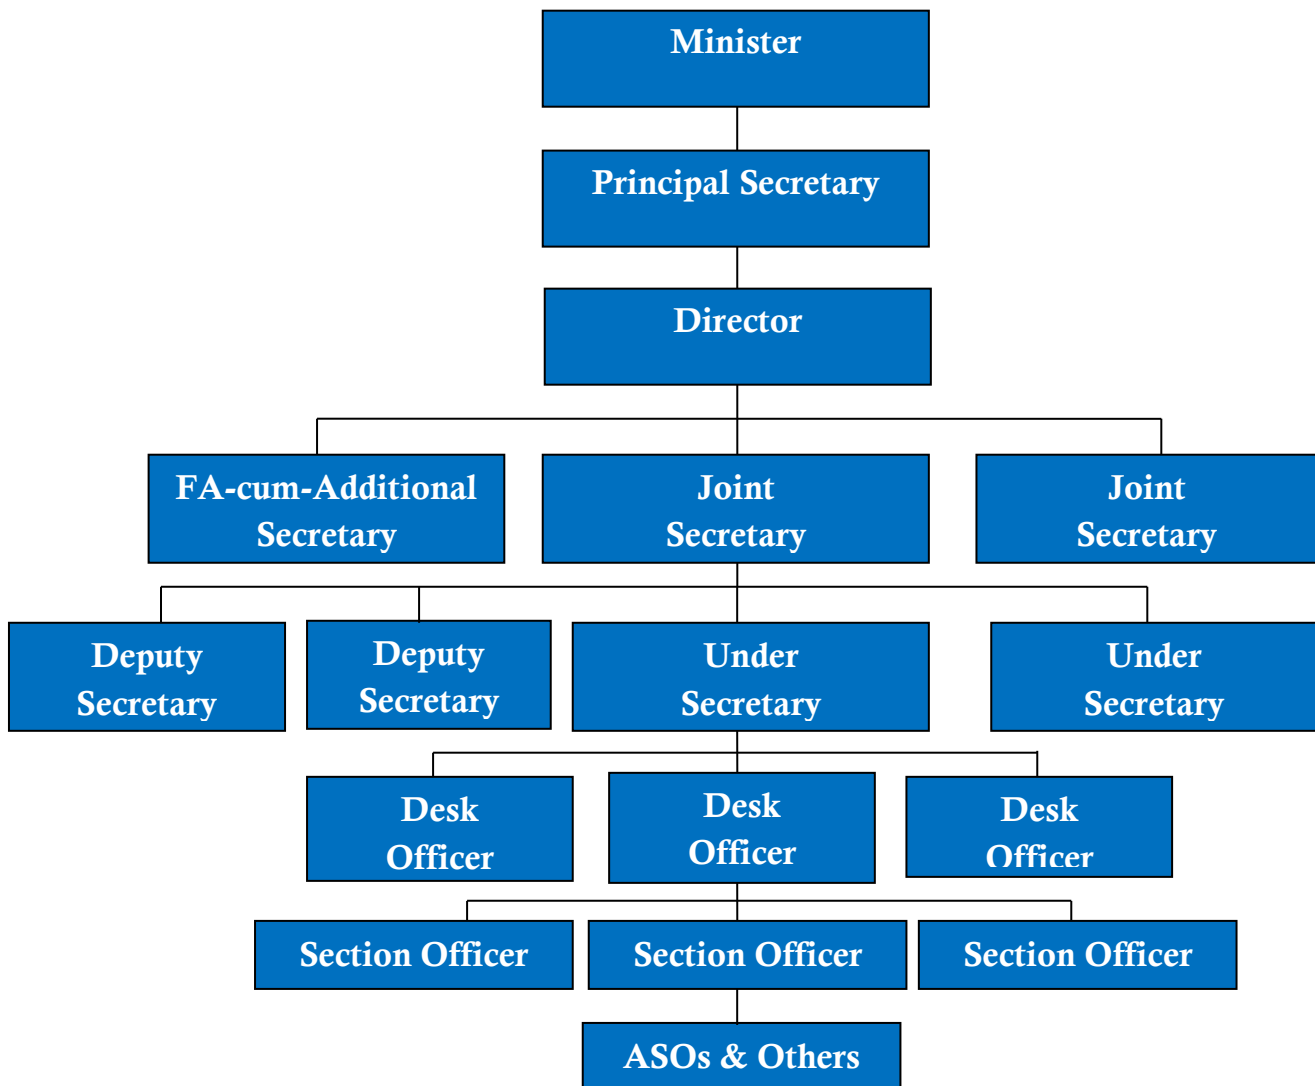 Minister
Principal Secretary
Director
FA-cum-Additional
Secretary
Joint
Secretary
Joint
Secretary
Deputy
Secretary
Deputy
Secretary
Under
Secretary
Under
Secretary
Desk
Officer
Desk
Officer
Desk
Officer
Section Officer
Section Officer
Section Officer
ASOs & Others